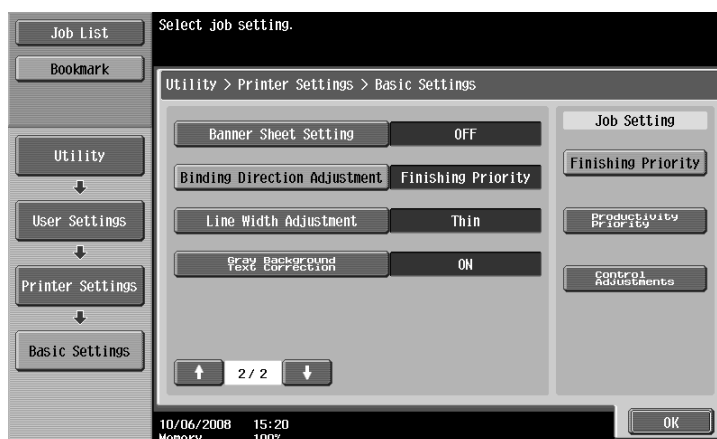 Job List
Select job setting.
Bookmark
Utility > Printer Settings > Basic Settings
Banner Sheet Setting
OFF
Job Setting
Utility
Binding Direction Adjustment
Finishing Priority
Finishing Priority
User Settings
Line Width Adjustment
Thin
Productivity
Priority
Gray Background
Text Correction
ON
Printer Settings
Control
Adjustments
Basic Settings
2/ 2
10/06/2008 15:20
Memory 100%
OK